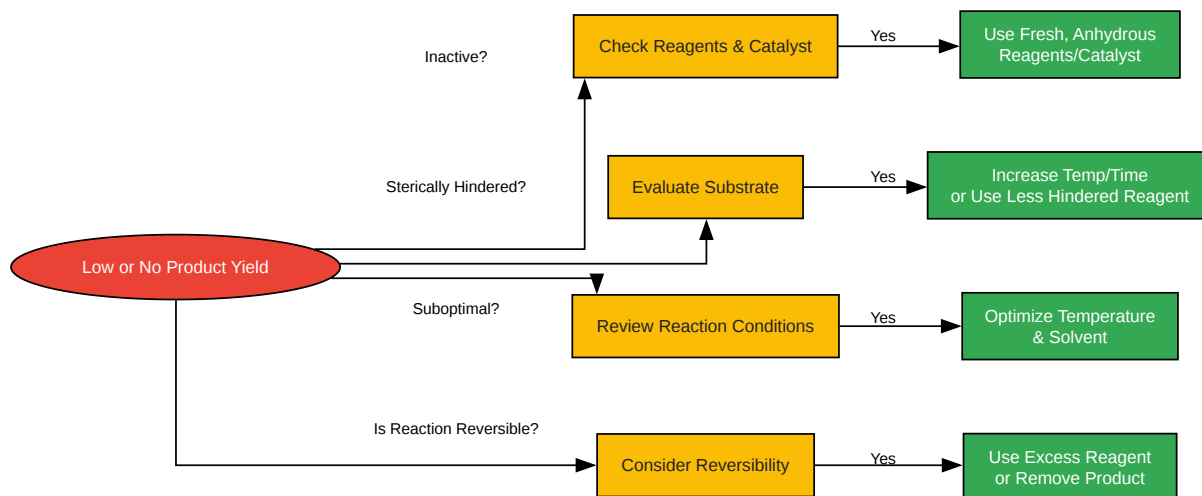 Inactive?
Check Reagents & Catalyst
Yes
Use Fresh, Anhydrous
Reagents/Catalyst
Sterically Hindered?
Evaluate Substrate
Yes
Increase Temp/Time
or Use Less Hindered Reagent
Low or No Product Yield
Suboptimal?
Review Reaction Conditions
Yes
Optimize Temperature
& Solvent
Is Reaction Reversible?
Consider Reversibility
Yes
Use Excess Reagent
or Remove Product